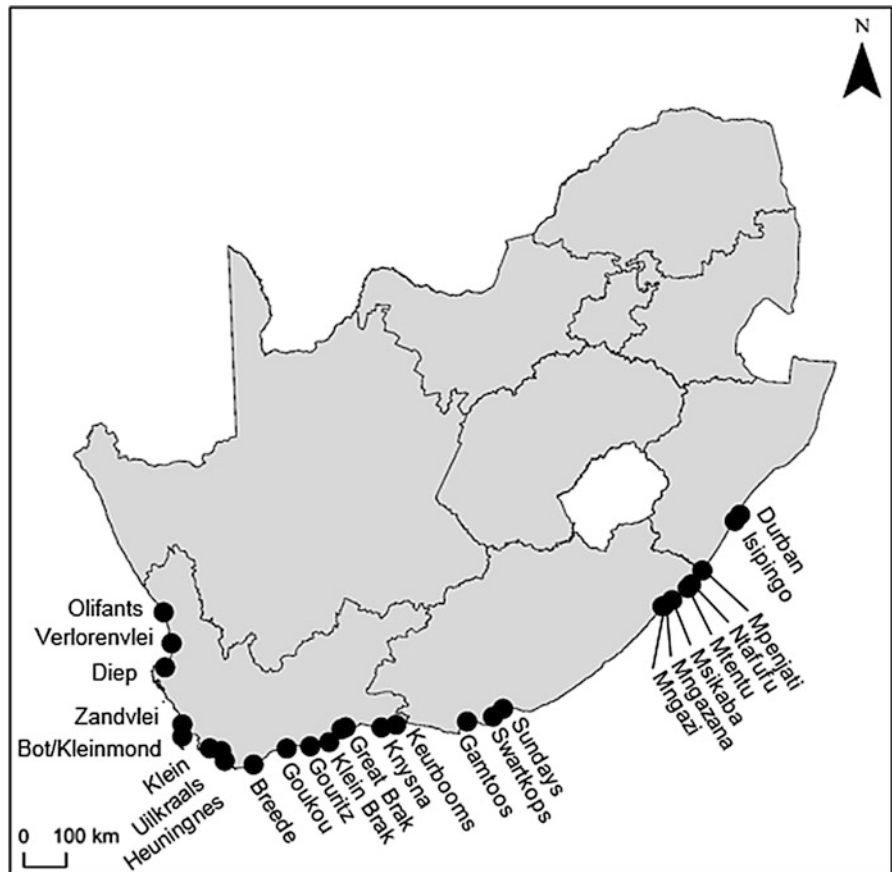 N
Olifants
Verlorenvlei
Diep
Zandvlei
Bot/Kleinmond
Klein
Uilkraals
Heuningnes
Breede
Goukou
Gouritz
Klein Brak
Great Brak
Knysna
Keurbooms
Gamtoos
Swartkops
Sundays
Mngazi
Mngazana
Msikaba
Mtentu
Ntafufu
Mpenjati
Isipingo
Durban
0 100 km